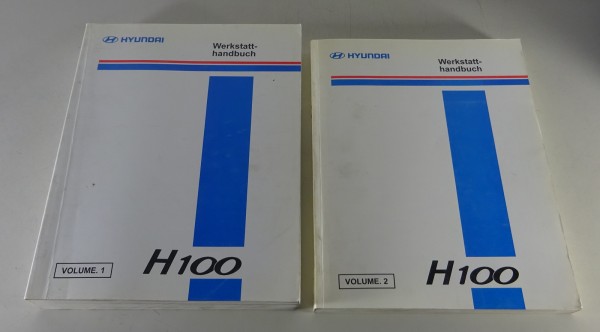 HYUNDAI
Werkstatt-
handbuch
H100
VOLUME. 1
HYUNDAI
Werkstatt-
handbuch
H100
VOLUME. 2